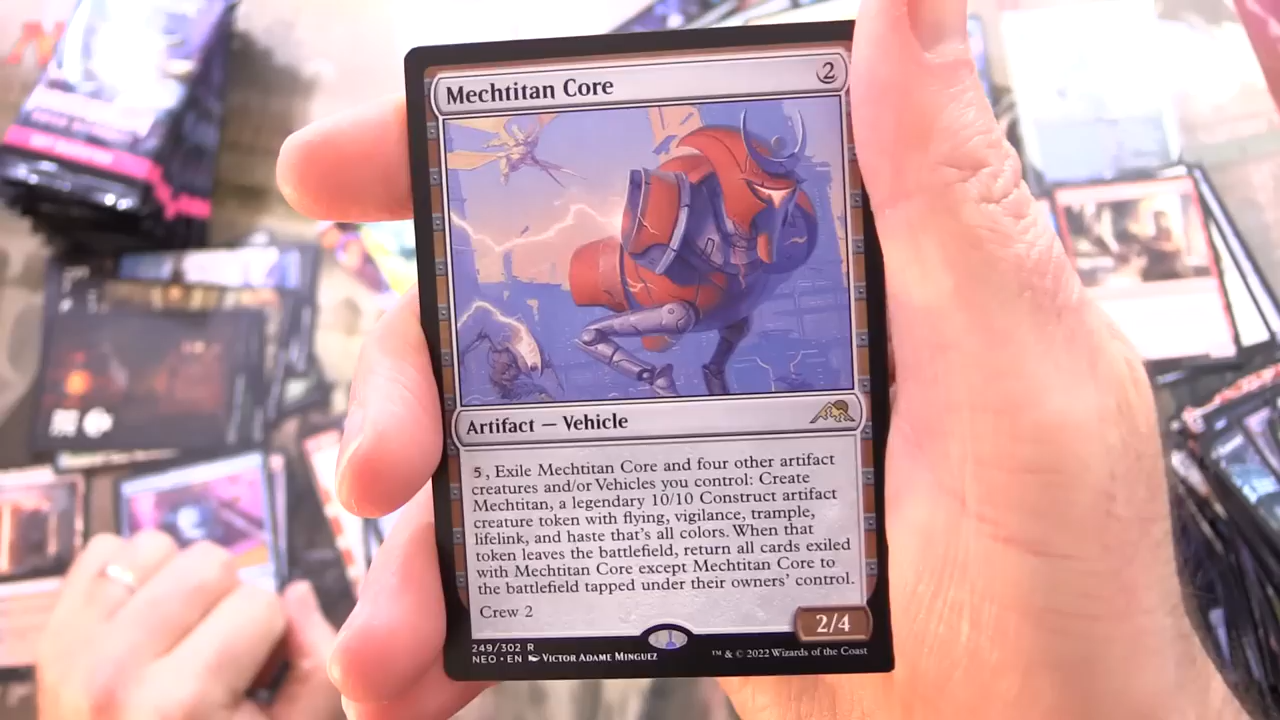 Mechtitan Core 2
Artifact — Vehicle
5, Exile Mechtitan Core and four other artifact
creatures and/or Vehicles you control: Create
Mechtitan, a legendary 10/10 Construct artifact
creature token with flying, vigilance, trample,
lifelink, and haste that's all colors. When that
token leaves the battlefield, return all cards exiled
with Mechtitan Core except Mechtitan Core to
the battlefield tapped under their owners' control.
Crew 2
2/4
249/302 R
NEO • EN Victor Adame Minguez
™ & © 2022 Wizards of the Coast